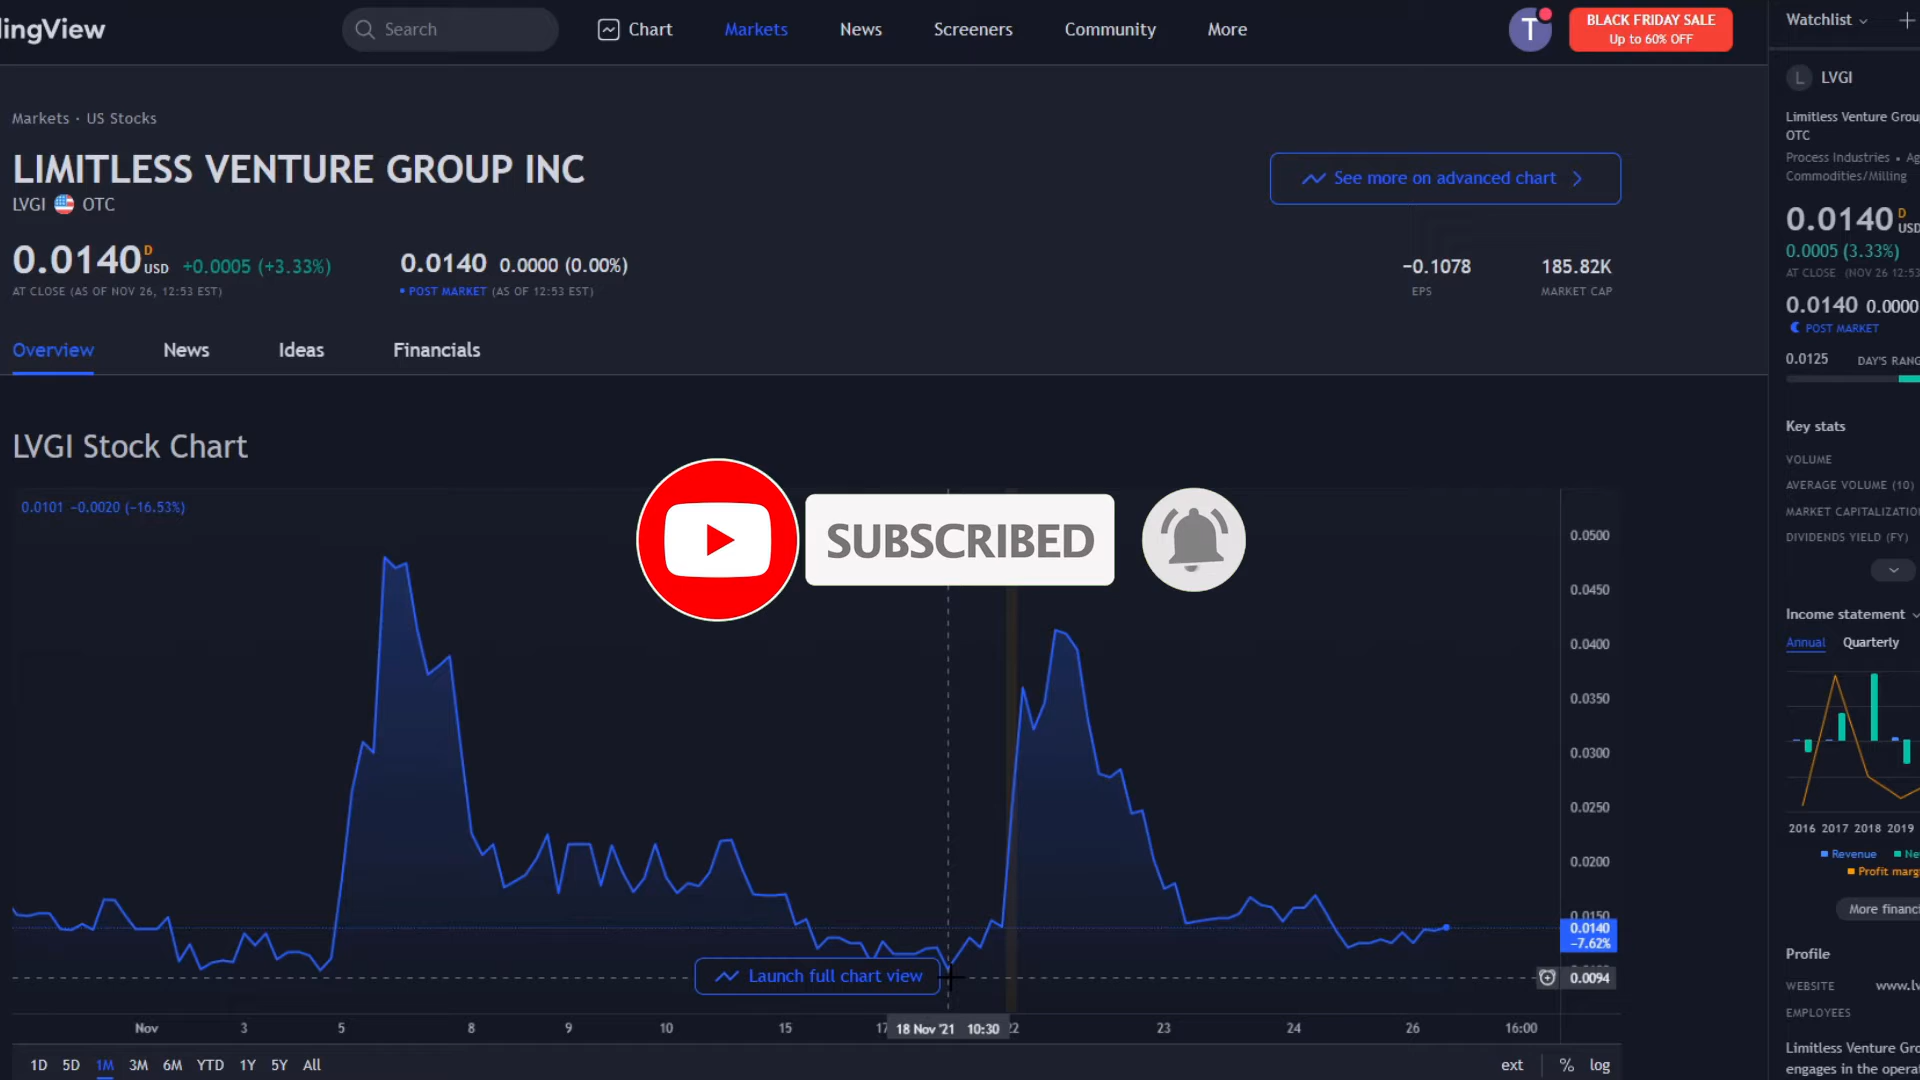 lingView
Search
Chart
Markets
News
Screeners
Community
More
T
BLACK FRIDAY SALE
Up to 60% OFF
Watchlist
Markets · US Stocks
LIMITLESS VENTURE GROUP INC
LVGI OTC
See more on advanced chart
0.0140 D USD +0.0005 (+3.33%)
AT CLOSE (AS OF NOV 26, 12:53 EST)
0.0140 0.0000 (0.00%)
• POST MARKET (AS OF 12:53 EST)
−0.1078
EPS
185.82K
MARKET CAP
Overview
News
Ideas
Financials
LVGI Stock Chart
0.0101 −0.0020 (−16.53%)
SUBSCRIBED
0.0500
0.0450
0.0400
0.0350
0.0300
0.0250
0.0200
0.0150
0.0140
−7.62%
0.0094
Launch full chart view
Nov 3 5 8 9 10 15 17 18 Nov '21 10:30 22 23 24 26 16:00
1D 5D 1M 3M 6M YTD 1Y 5Y All
ext % log
L LVGI
Limitless Venture Grou
OTC
Process Industries • Ag
Commodities/Milling
0.0140 D USD
0.0005 (3.33%)
AT CLOSE (NOV 26 12:53
0.0140 0.0000
POST MARKET
0.0125 DAY'S RANG
Key stats
VOLUME
AVERAGE VOLUME (10)
MARKET CAPITALIZATIO
DIVIDENDS YIELD (FY)
Income statement
Annual Quarterly
2016 2017 2018 2019
Revenue Ne
Profit marg
More financi
Profile
WEBSITE www.lv
EMPLOYEES
Limitless Venture Gro
engages in the operat